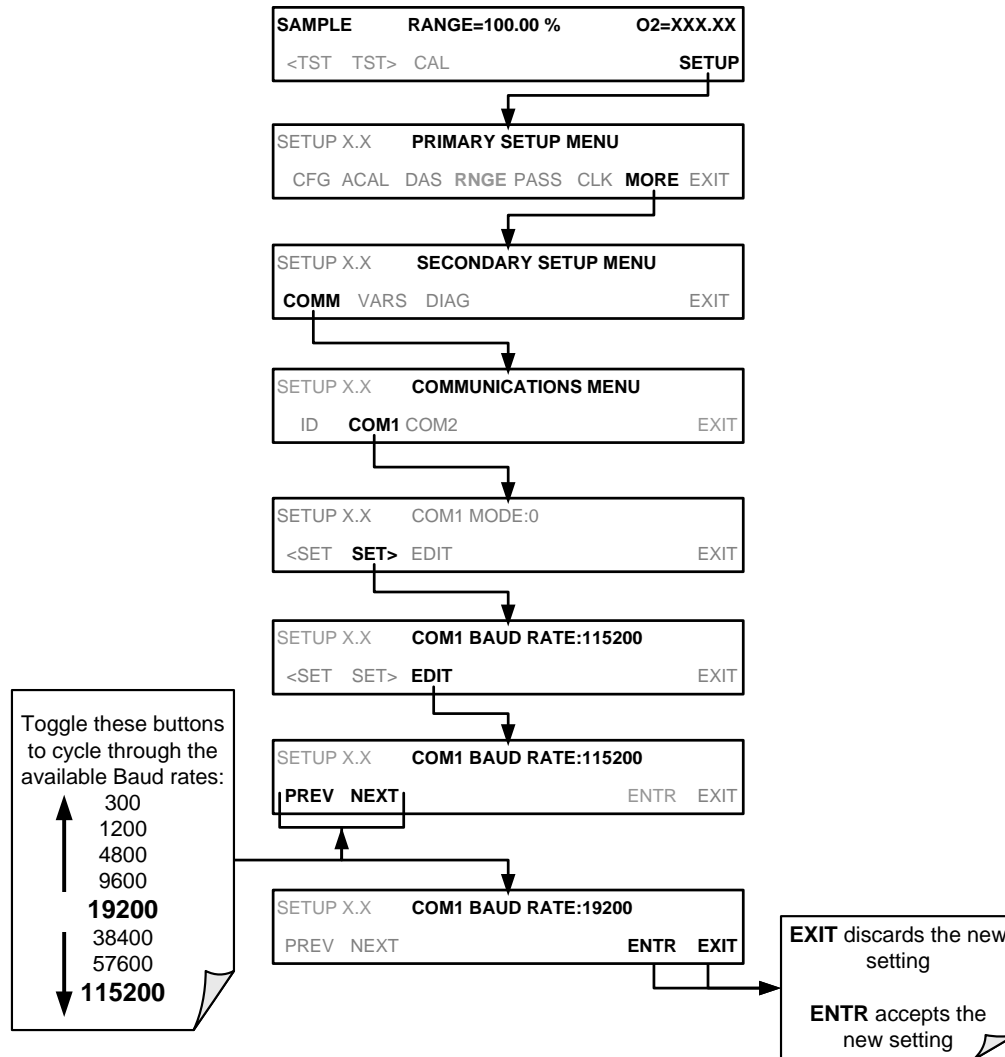 SAMPLE RANGE=100.00 % O2=XXX.XX
<TST TST> CAL SETUP
SETUP X.X PRIMARY SETUP MENU
CFG ACAL DAS RNGE PASS CLK MORE EXIT
SETUP X.X SECONDARY SETUP MENU
COMM VARS DIAG EXIT
SETUP X.X COMMUNICATIONS MENU
ID COM1 COM2 EXIT
SETUP X.X COM1 MODE:0
<SET SET> EDIT EXIT
SETUP X.X COM1 BAUD RATE:115200
<SET SET> EDIT EXIT
Toggle these buttons
to cycle through the
available Baud rates:
300
1200
4800
9600
19200
38400
57600
115200
SETUP X.X COM1 BAUD RATE:115200
PREV NEXT ENTR EXIT
SETUP X.X COM1 BAUD RATE:19200
PREV NEXT ENTR EXIT
EXIT discards the new
setting
ENTR accepts the
new setting